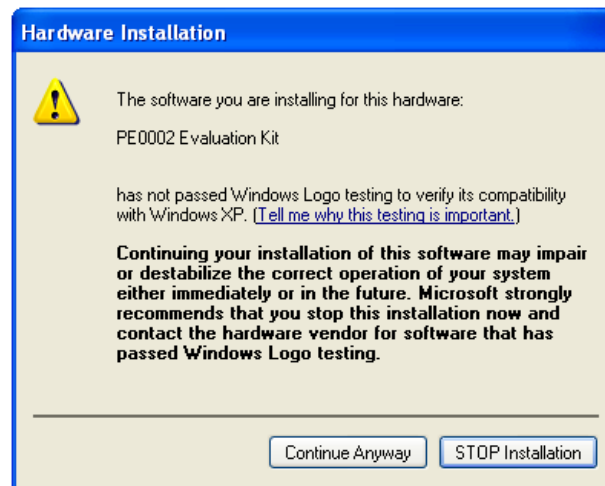 Hardware Installation
The software you are installing for this hardware:
PE0002 Evaluation Kit
has not passed Windows Logo testing to verify its compatibility
with Windows XP. (Tell me why this testing is important.)
Continuing your installation of this software may impair
or destabilize the correct operation of your system
either immediately or in the future. Microsoft strongly
recommends that you stop this installation now and
contact the hardware vendor for software that has
passed Windows Logo testing.
Continue Anyway
STOP Installation